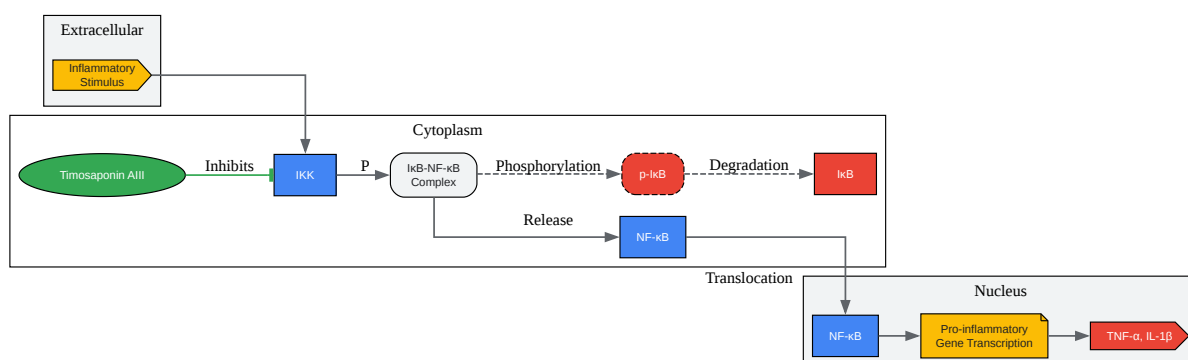 Extracellular
Inflammatory
Stimulus
Cytoplasm
Timosaponin AIII
Inhibits
IKK
P
IκB-NF-κB
Complex
Phosphorylation
p-IκB
Degradation
IκB
Release
NF-κB
Translocation
Nucleus
NF-κB
Pro-inflammatory
Gene Transcription
TNF-α, IL-1β